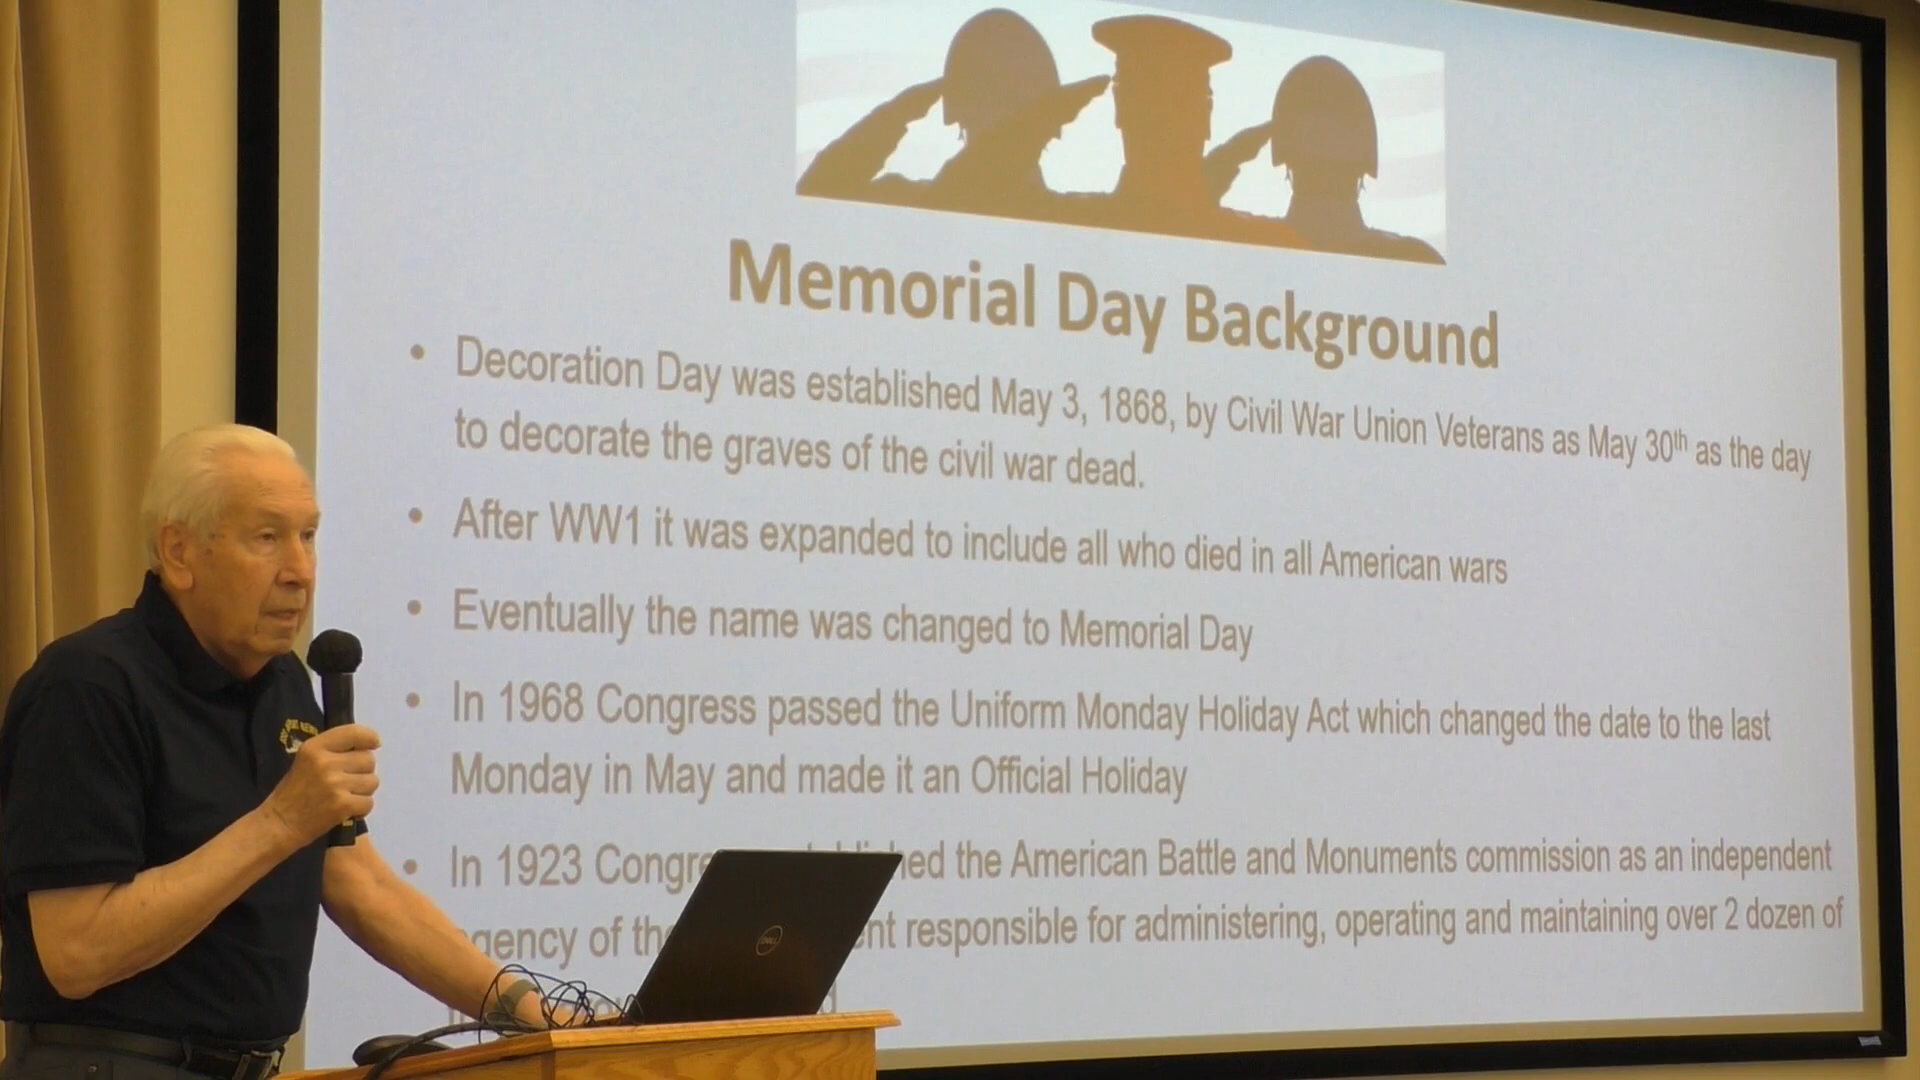 Memorial Day Background
• Decoration Day was established May 3, 1868, by Civil War Union Veterans as May 30th as the day
to decorate the graves of the civil war dead.
• After WW1 it was expanded to include all who died in all American wars
• Eventually the name was changed to Memorial Day
• In 1968 Congress passed the Uniform Monday Holiday Act which changed the date to the last
Monday in May and made it an Official Holiday
• In 1923 the American Battle and Monuments commission as an independent
of responsible for administering, operating and maintaining over 2 dozen of
DELL